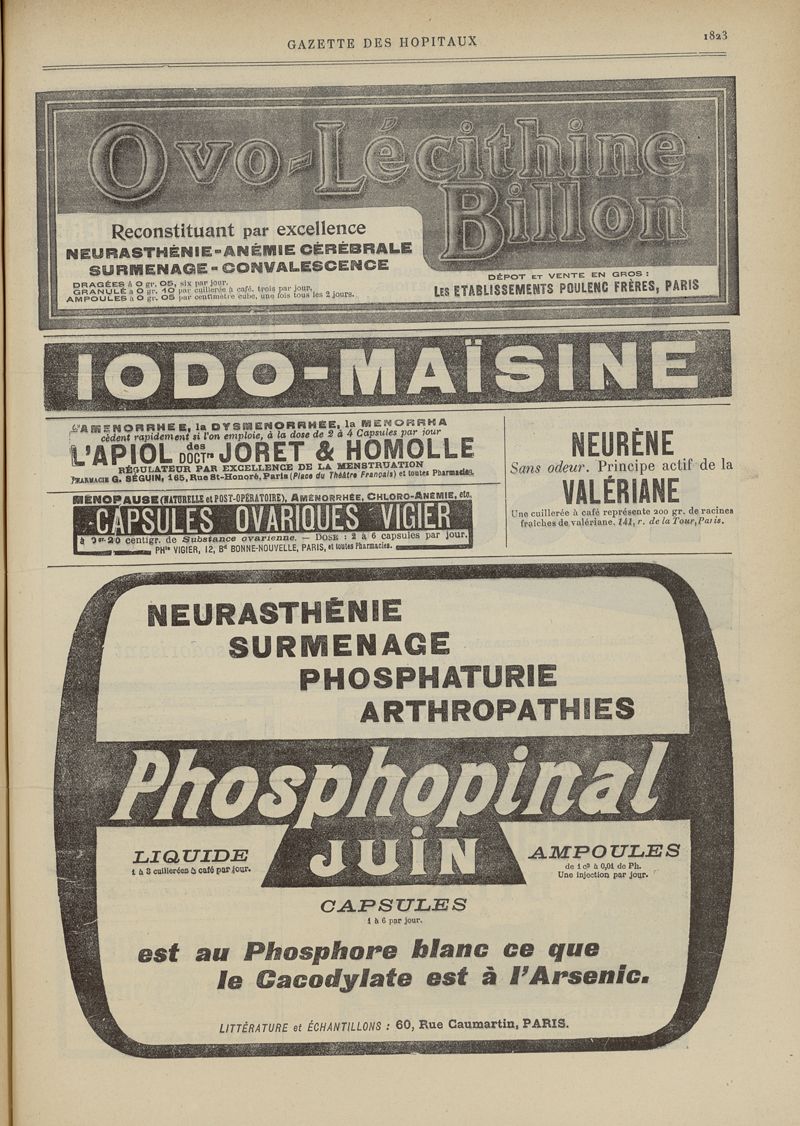 GAZETTE DES HOPITAUX
1823
Ovo-Lécithine
Billon
Reconstituant par excellence
NEURASTHÉNIE-ANÉMIE CÉRÉBRALE
SURMENAGE-CONVALESCENCE
DRAGÉES à 0 gr. 05, six par jour.
GRANULÉ à 0 gr. 10 par cuillerée à café, trois par jour,
AMPOULES à 0 gr. 05 par centimètre cube, une fois tous les 2 jours.
DÉPOT ET VENTE EN GROS :
LES ETABLISSEMENTS POULENC FRÈRES, PARIS
IODO-MAÏSINE
L'AMENORRHEE, la DYSMENORRHÉE, la MENORRHA
cèdent rapidement si l'on emploie, à la dose de 2 à 4 Capsules par jour
L'APIOL des DOCTRS JORET & HOMOLLE
RÉGULATEUR PAR EXCELLENCE DE LA MENSTRUATION
PHARMACIE G. SÉGUIN, 165, Rue St-Honoré, Paris (Place du Théâtre Français) et toutes Pharmacies.
MÉNOPAUSE (NATURELLE et POST-OPÉRATOIRE), AMÉNORRHÉE, CHLORO-ANÉMIE, etc.
CAPSULES OVARIQUES VIGIER
à 0gr.20 centigr. de Substance ovarienne. — DOSE : 2 à 6 capsules par jour.
PHie VIGIER, 12, Bd BONNE-NOUVELLE, PARIS, et toutes Pharmacies.
NEURÈNE
Sans odeur. Principe actif de la
VALÉRIANE
Une cuillerée à café représente 200 gr. de racines
fraîches de valériane. 141, r. de la Tour, Paris.
NEURASTHÉNIE
SURMENAGE
PHOSPHATURIE
ARTHROPATHIES
Phosphopinal
JUIN
LIQUIDE
1 à 3 cuillerées à café par jour.
AMPOULES
de 1 c3 à 0,01 de Ph.
Une injection par jour.
CAPSULES
1 à 6 par jour.
est au Phosphore blanc ce que
le Cacodylate est à l'Arsenic.
LITTÉRATURE et ÉCHANTILLONS : 60, Rue Caumartin, PARIS.